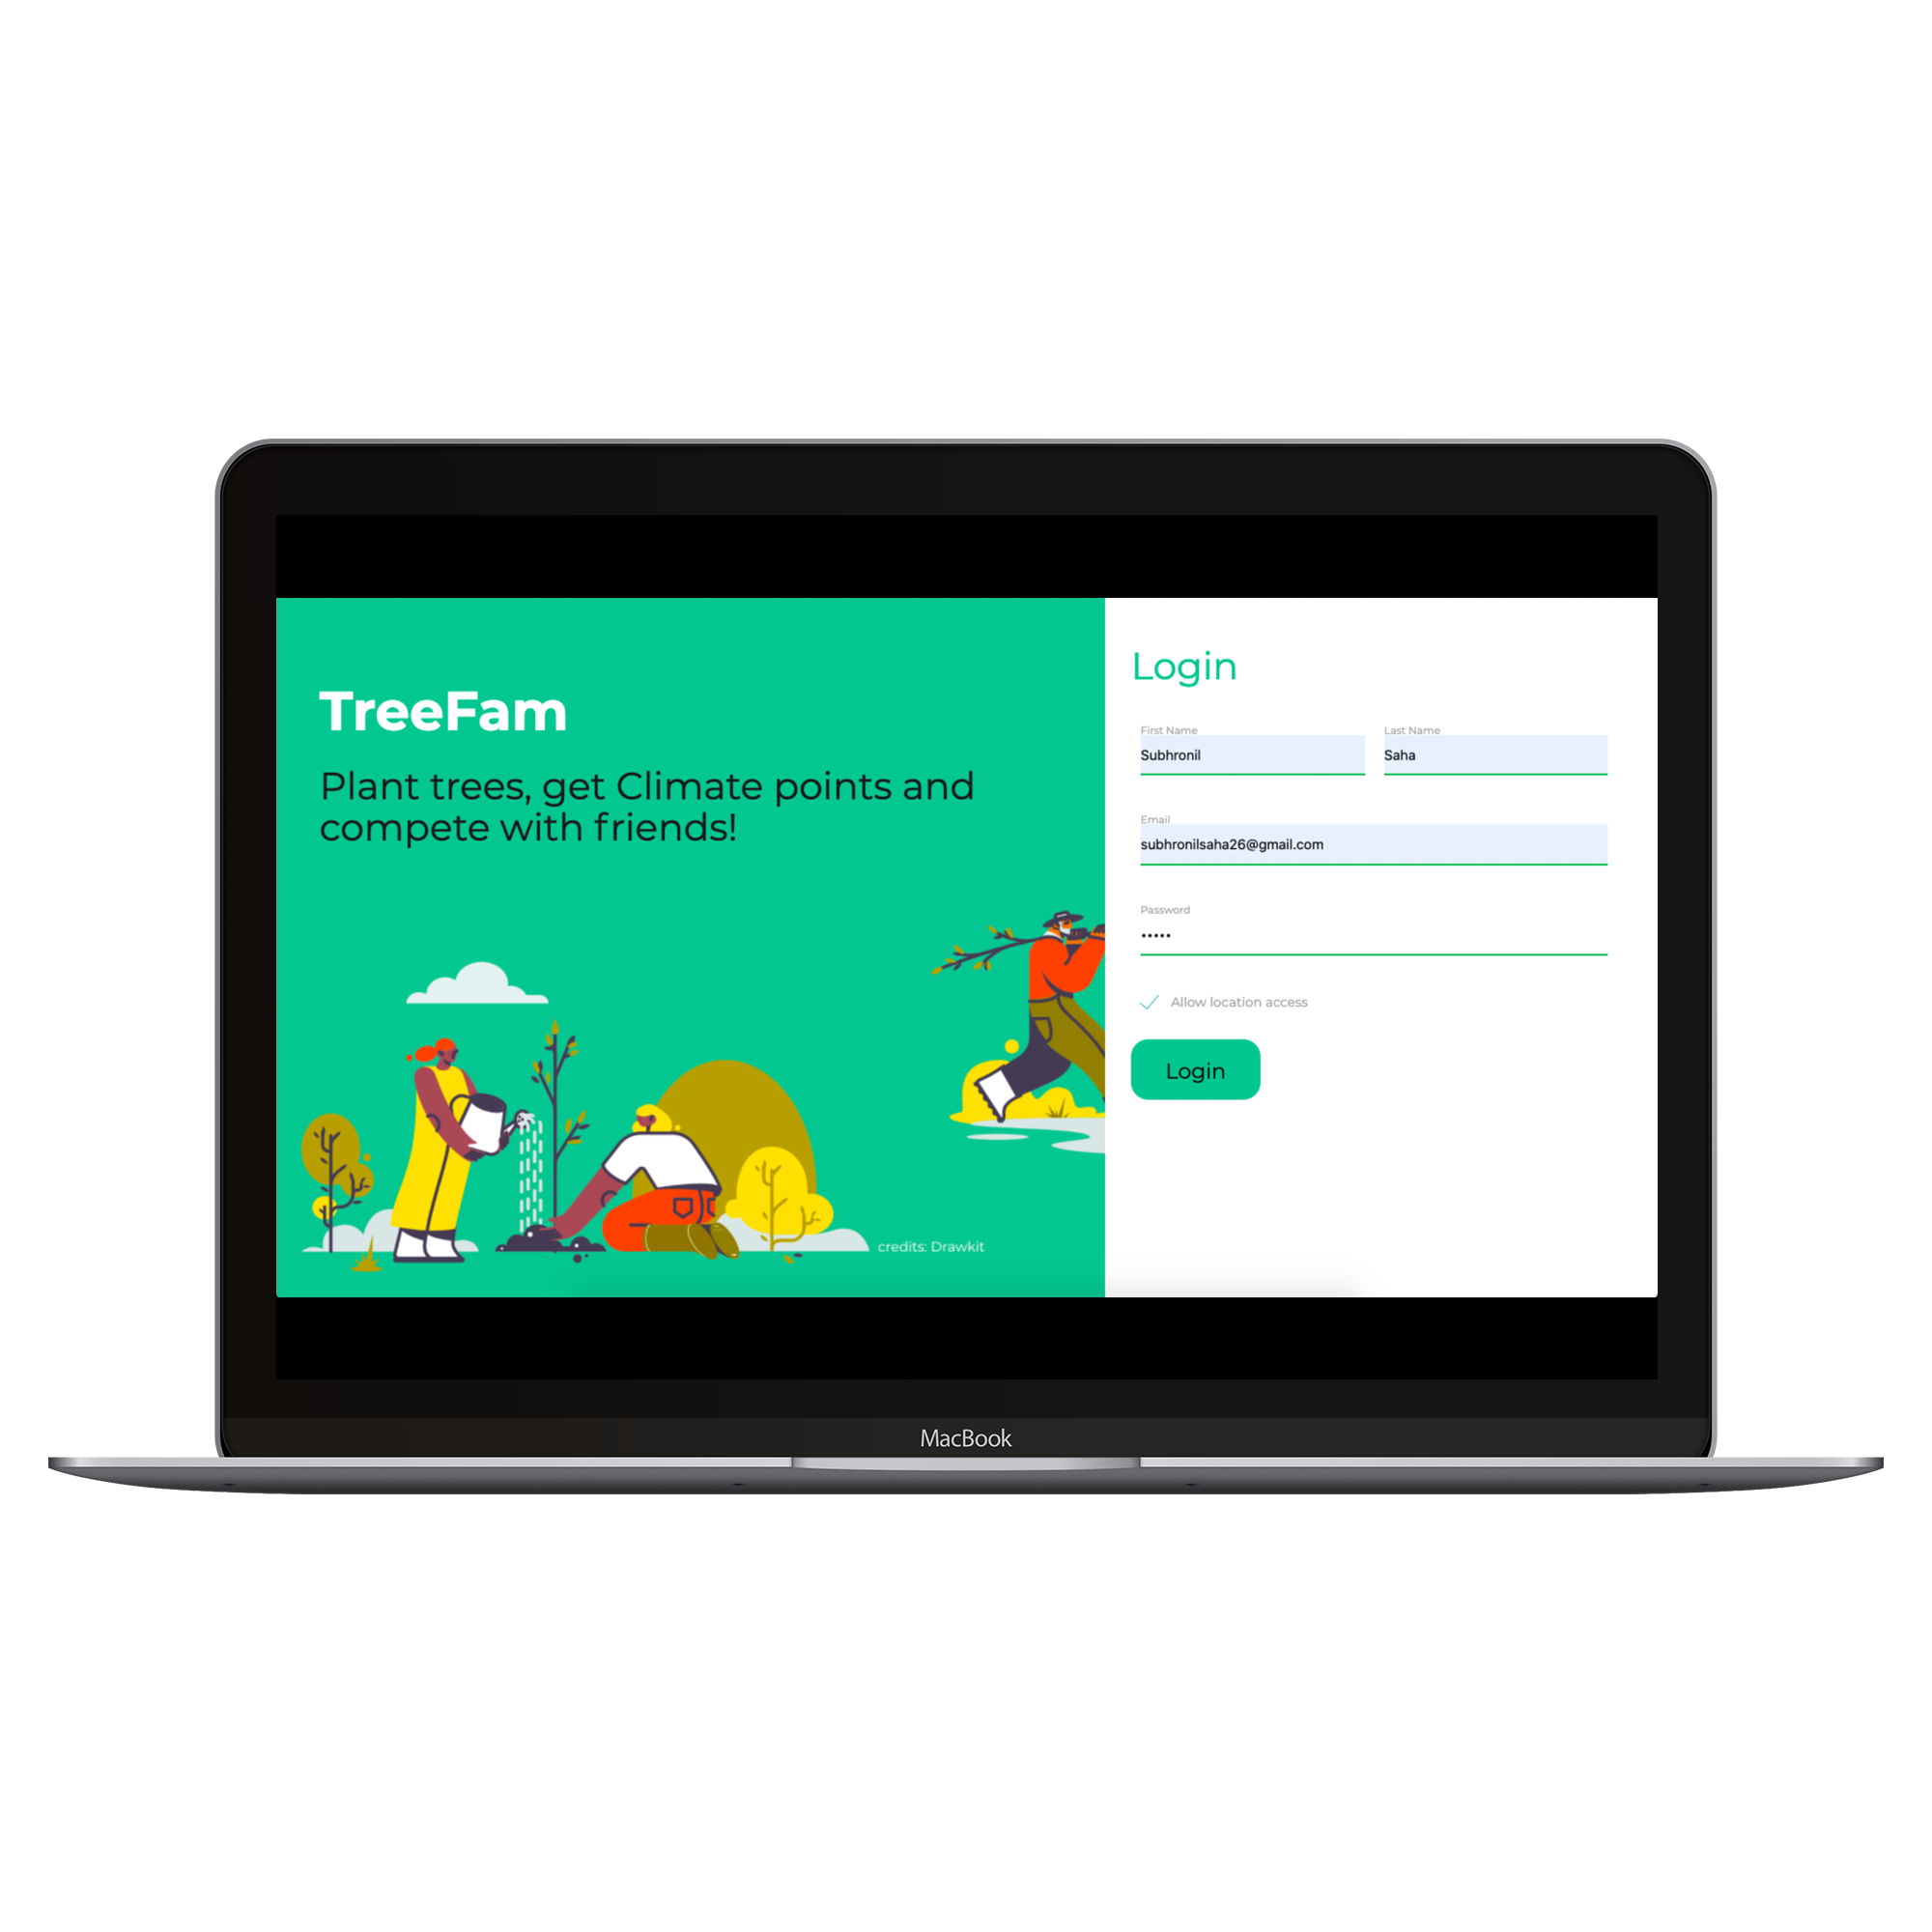 TreeFam
Plant trees, get Climate points and
compete with friends!
credits: Drawkit
Login
First Name
Last Name
Subhronil
Saha
Email
subhronilsaha26@gmail.com
Password
•••••
Allow location access
Login
MacBook